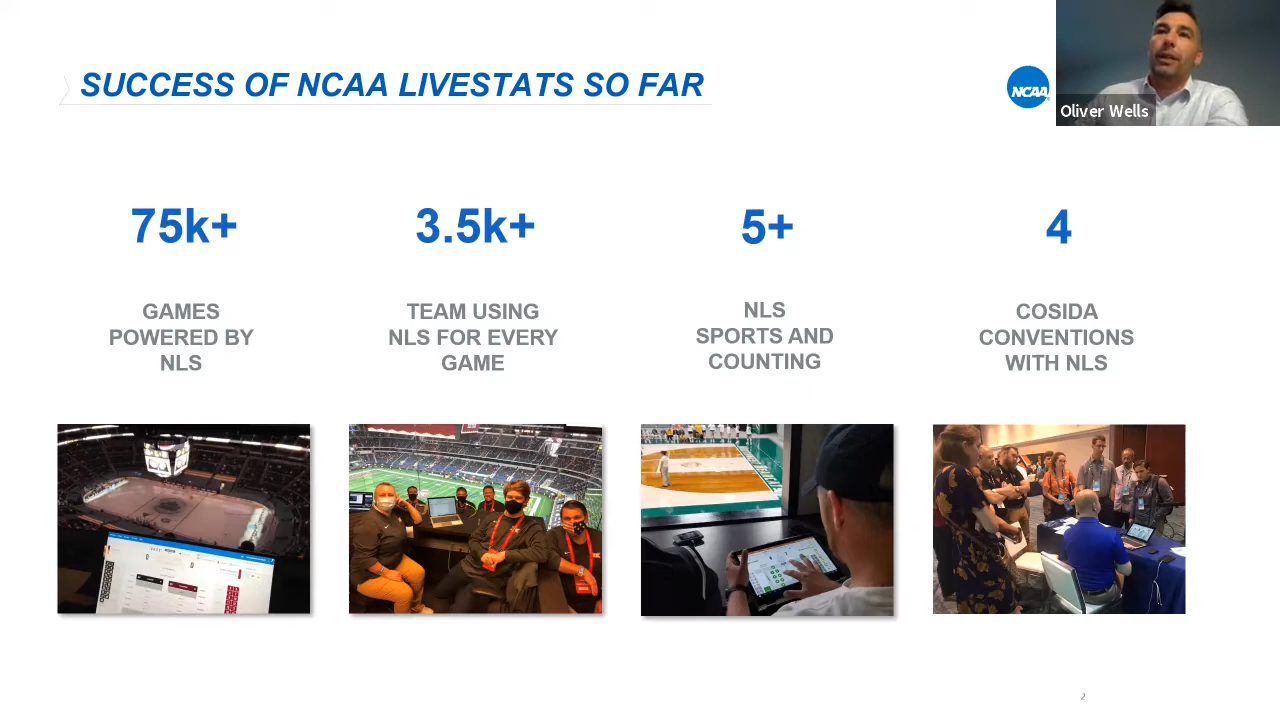 SUCCESS OF NCAA LIVESTATS SO FAR
NCAA
Oliver Wells
75k+
3.5k+
5+
4
GAMES
POWERED BY
NLS
TEAM USING
NLS FOR EVERY
GAME
NLS
SPORTS AND
COUNTING
COSIDA
CONVENTIONS
WITH NLS
2